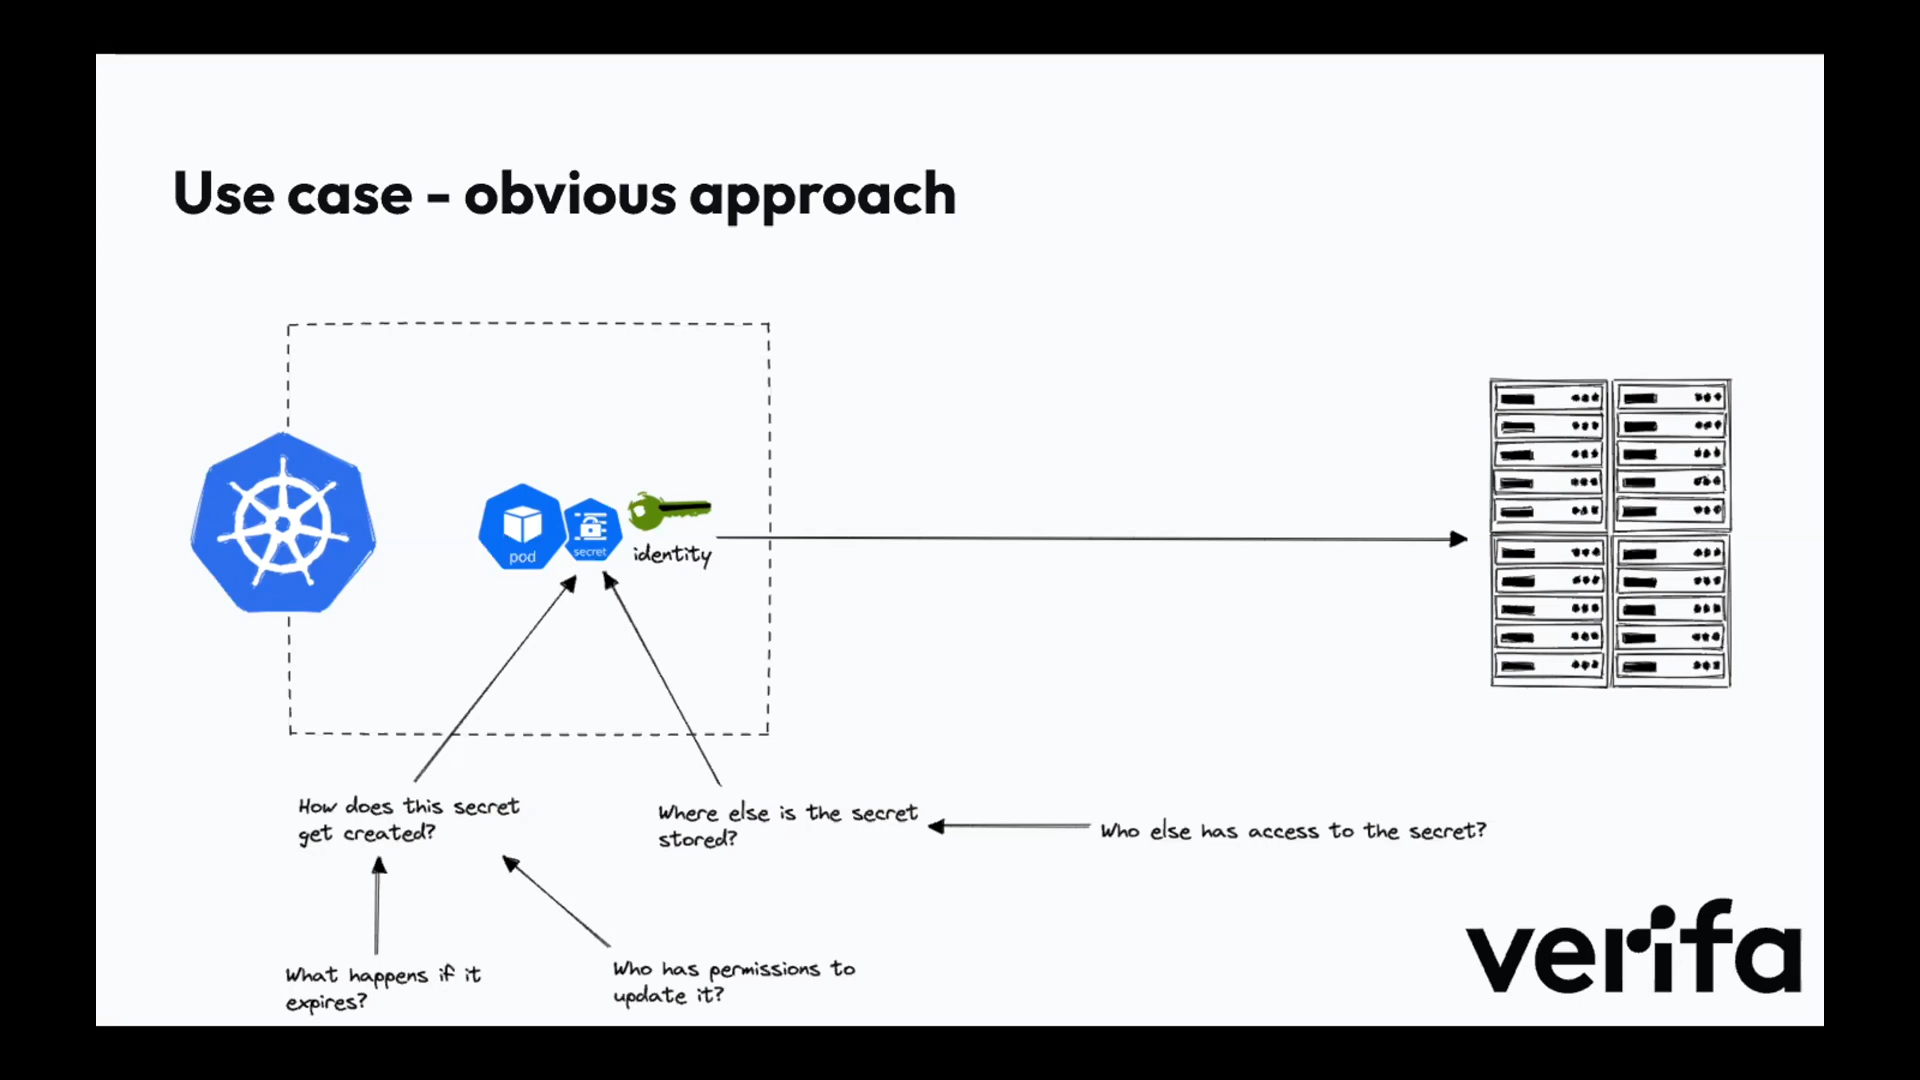 Use case - obvious approach
pod
secret
identity
How does this secret
get created?
Where else is the secret
stored?
Who else has access to the secret?
What happens if it
expires?
Who has permissions to
update it?
verifa